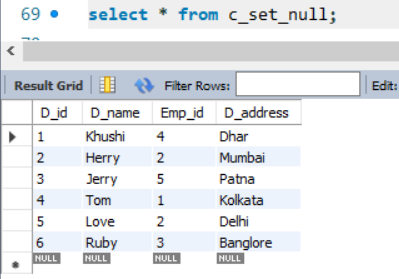 69 select * from c_set_null;
Result Grid Filter Rows: Edit:
D_id D_name Emp_id D_address
1 Khushi 4 Dhar
2 Herry 2 Mumbai
3 Jerry 5 Patna
4 Tom 1 Kolkata
5 Love 2 Delhi
6 Ruby 3 Banglore
NULL NULL NULL NULL